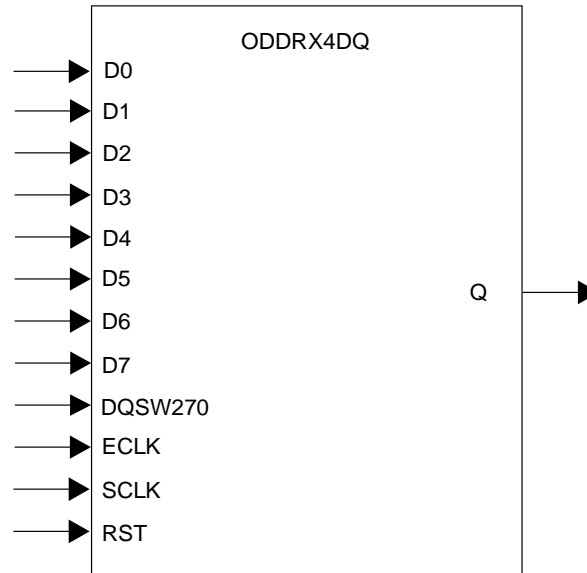 ODDRX4DQ
D0
D1
D2
D3
D4
D5
Q
D6
D7
DQSW270
ECLK
SCLK
RST